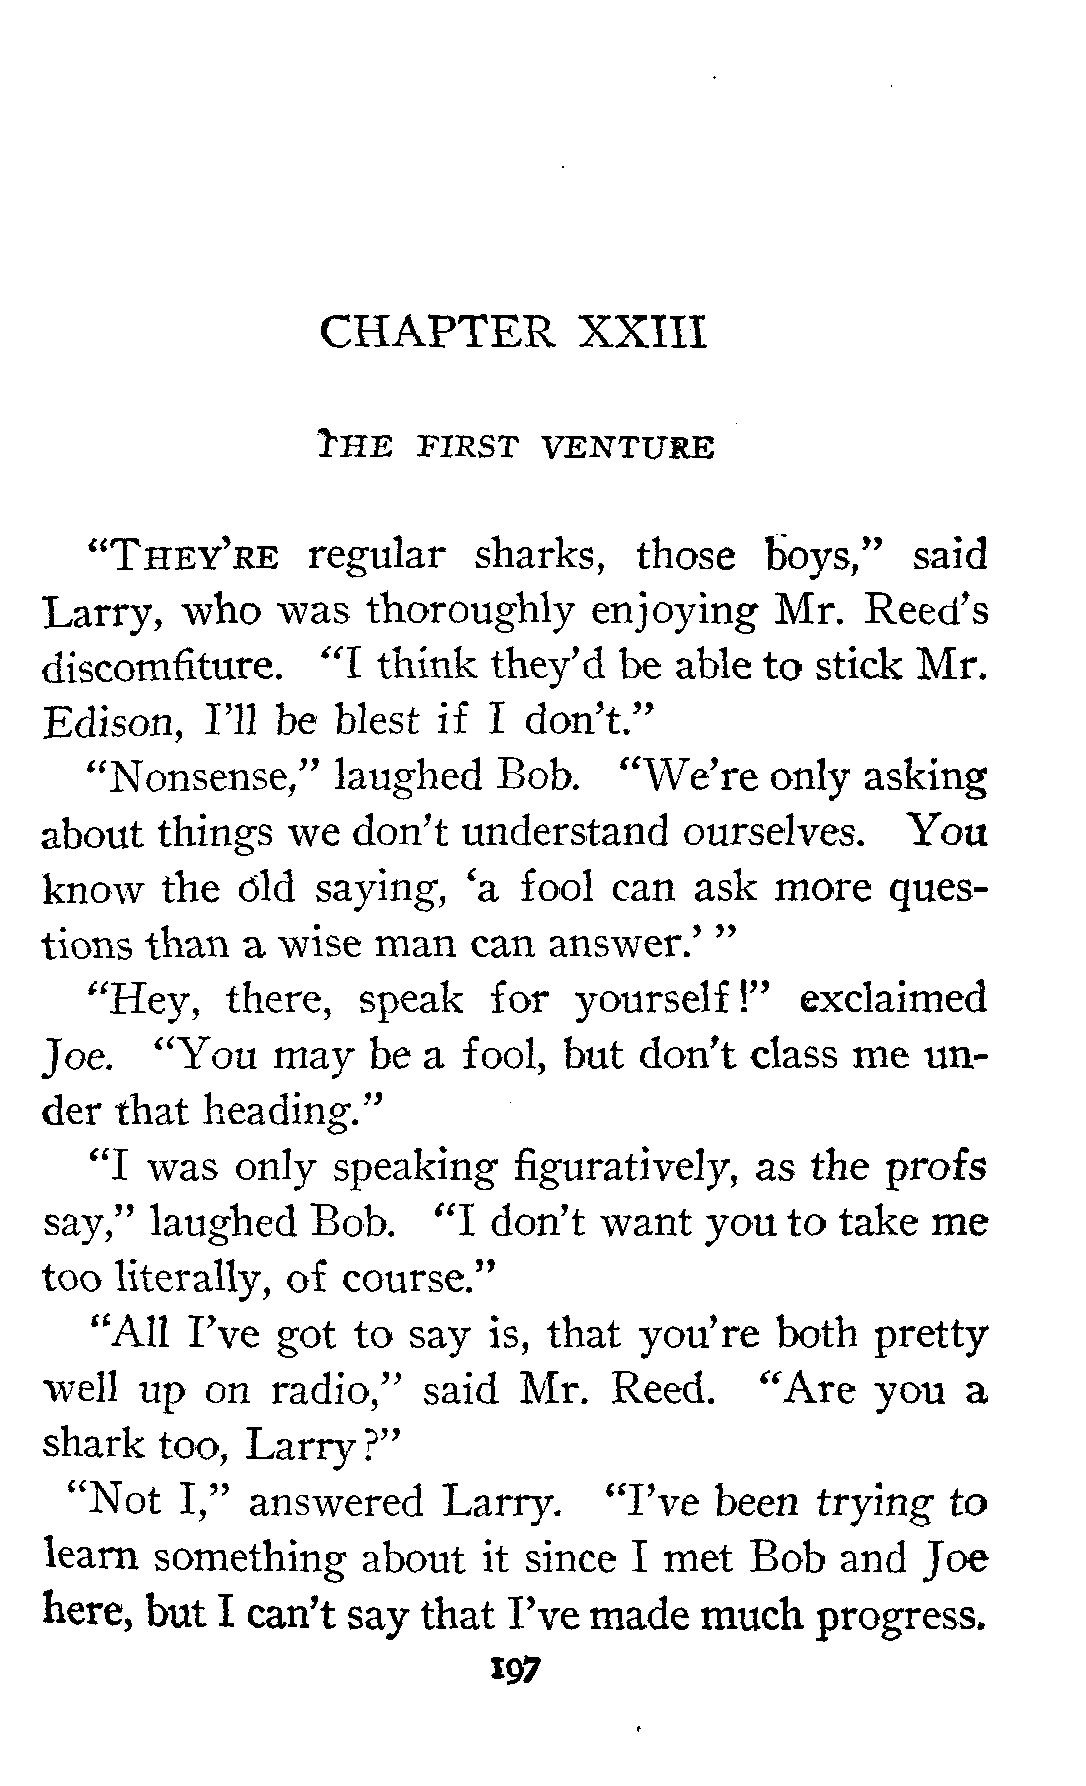 CHAPTER XXIII
THE FIRST VENTURE
“THEY’RE regular sharks, those boys,” said
Larry, who was thoroughly enjoying Mr. Reed’s
discomfiture. “I think they’d be able to stick Mr.
Edison, I’ll be blest if I don’t.”
“Nonsense,” laughed Bob. “We’re only asking
about things we don’t understand ourselves. You
know the old saying, ‘a fool can ask more ques-
tions than a wise man can answer.’ ”
“Hey, there, speak for yourself!” exclaimed
Joe. “You may be a fool, but don’t class me un-
der that heading.”
“I was only speaking figuratively, as the profs
say,” laughed Bob. “I don’t want you to take me
too literally, of course.”
“All I’ve got to say is, that you’re both pretty
well up on radio,” said Mr. Reed. “Are you a
shark too, Larry?”
“Not I,” answered Larry. “I’ve been trying to
learn something about it since I met Bob and Joe
here, but I can’t say that I’ve made much progress.
197